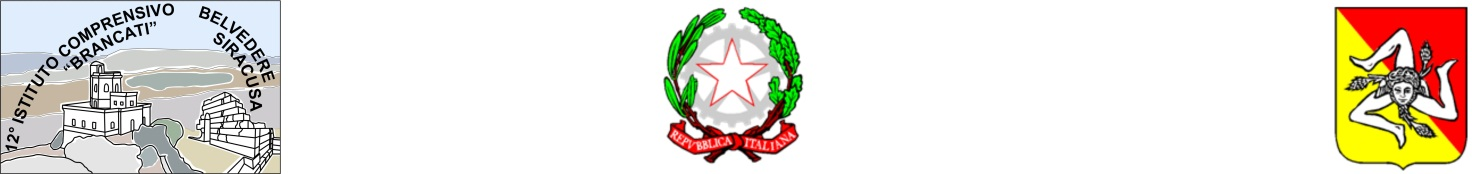 12° ISTITUTO COMPRENSIVO
“BRANCATI”
BELVEDERE
SIRACUSA
REPVBBLICA ITALIANA